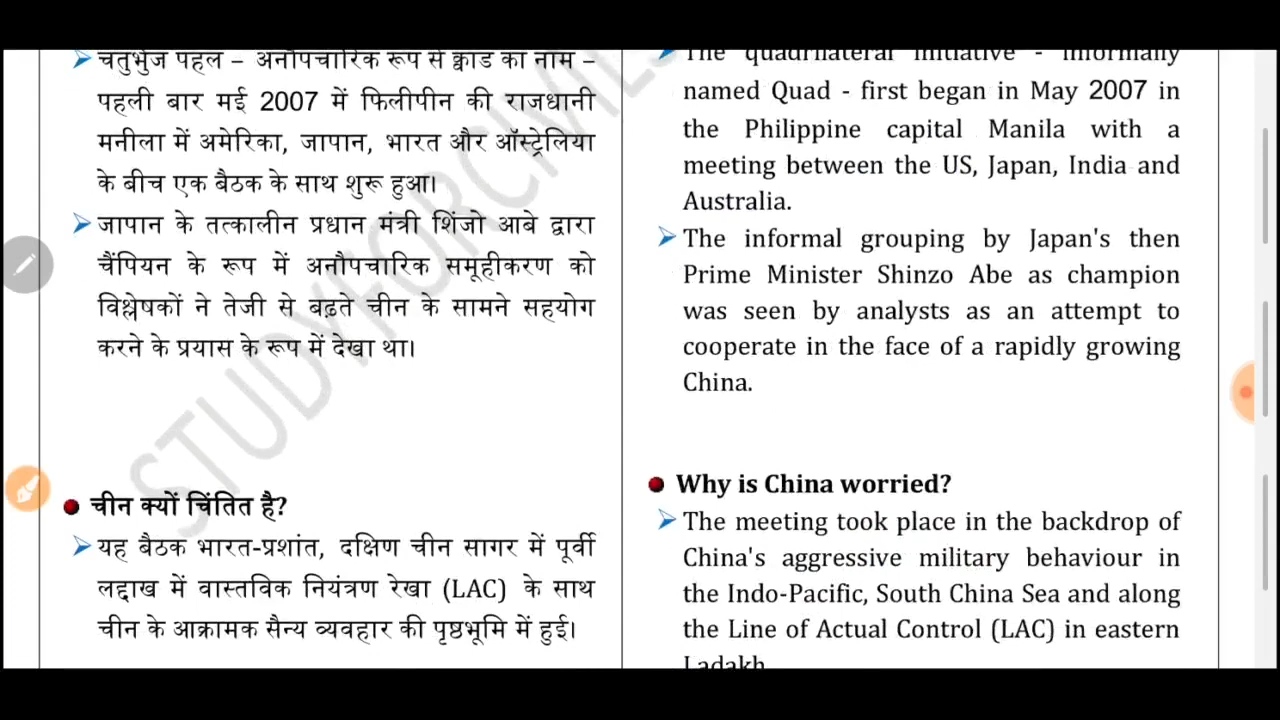 चतुर्भुज पहल – अनौपचारिक रूप से क्वाड का नाम –
पहली बार मई 2007 में फिलीपीन की राजधानी
मनीला में अमेरिका, जापान, भारत और ऑस्ट्रेलिया
के बीच एक बैठक के साथ शुरू हुआ।
जापान के तत्कालीन प्रधान मंत्री शिंजो आबे द्वारा
चैंपियन के रूप में अनौपचारिक समूहीकरण को
विश्लेषकों ने तेजी से बढ़ते चीन के सामने सहयोग
करने के प्रयास के रूप में देखा था।
चीन क्यों चिंतित है?
यह बैठक भारत-प्रशांत, दक्षिण चीन सागर में पूर्वी
लद्दाख में वास्तविक नियंत्रण रेखा (LAC) के साथ
चीन के आक्रामक सैन्य व्यवहार की पृष्ठभूमि में हुई।
The quadrilateral initiative - informally
named Quad - first began in May 2007 in
the Philippine capital Manila with a
meeting between the US, Japan, India and
Australia.
The informal grouping by Japan's then
Prime Minister Shinzo Abe as champion
was seen by analysts as an attempt to
cooperate in the face of a rapidly growing
China.
Why is China worried?
The meeting took place in the backdrop of
China's aggressive military behaviour in
the Indo-Pacific, South China Sea and along
the Line of Actual Control (LAC) in eastern
Ladakh
STUDYFORCIVIL